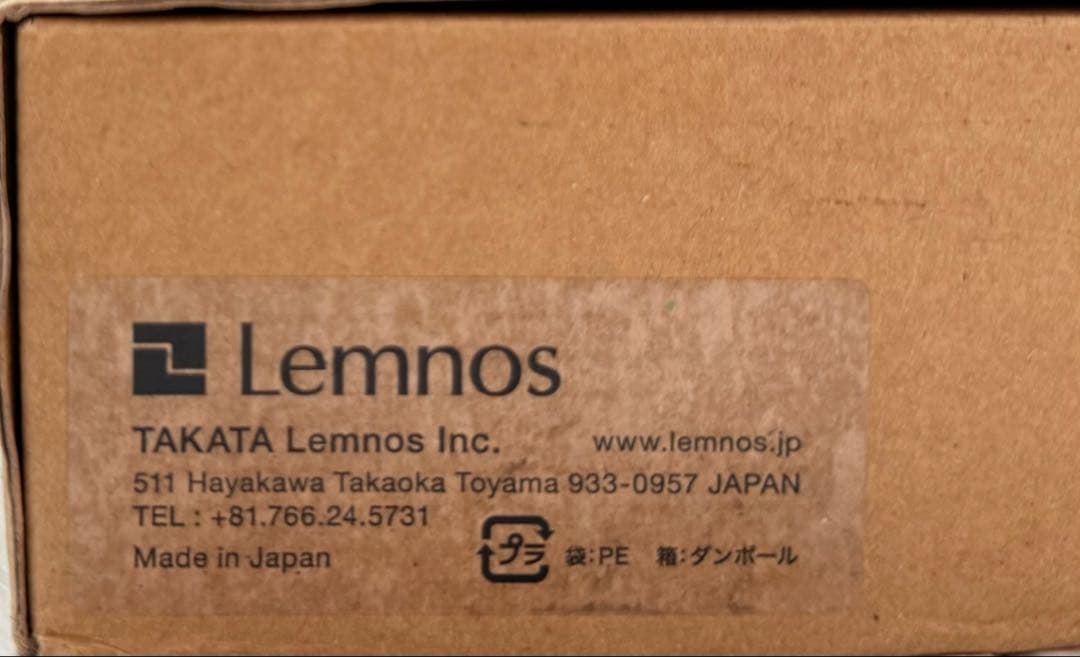 Lemnos
TAKATA Lemnos Inc. www.lemnos.jp
511 Hayakawa Takaoka Toyama 933-0957 JAPAN
TEL : +81.766.24.5731
Made in Japan プラ 袋:PE 箱:ダンボール